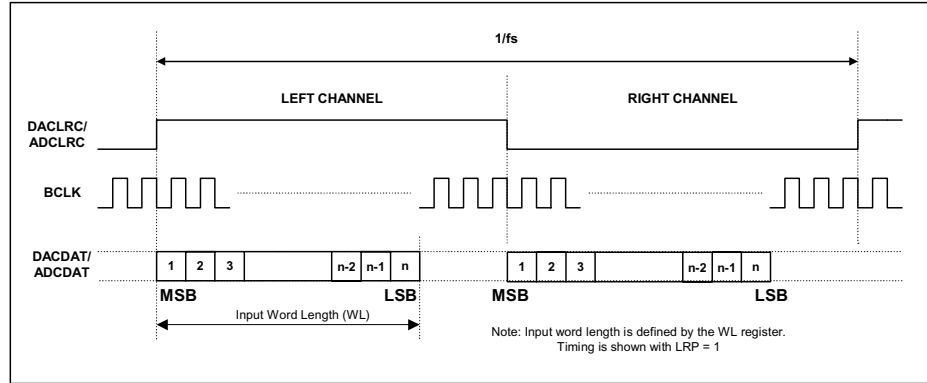 1/fs
LEFT CHANNEL RIGHT CHANNEL
DACLRC/
ADCLRC
BCLK
DACDAT/
ADCDAT
1 2 3 n-2 n-1 n 1 2 3 n-2 n-1 n
MSB LSB MSB LSB
Input Word Length (WL)
Note: Input word length is defined by the WL register.
Timing is shown with LRP = 1